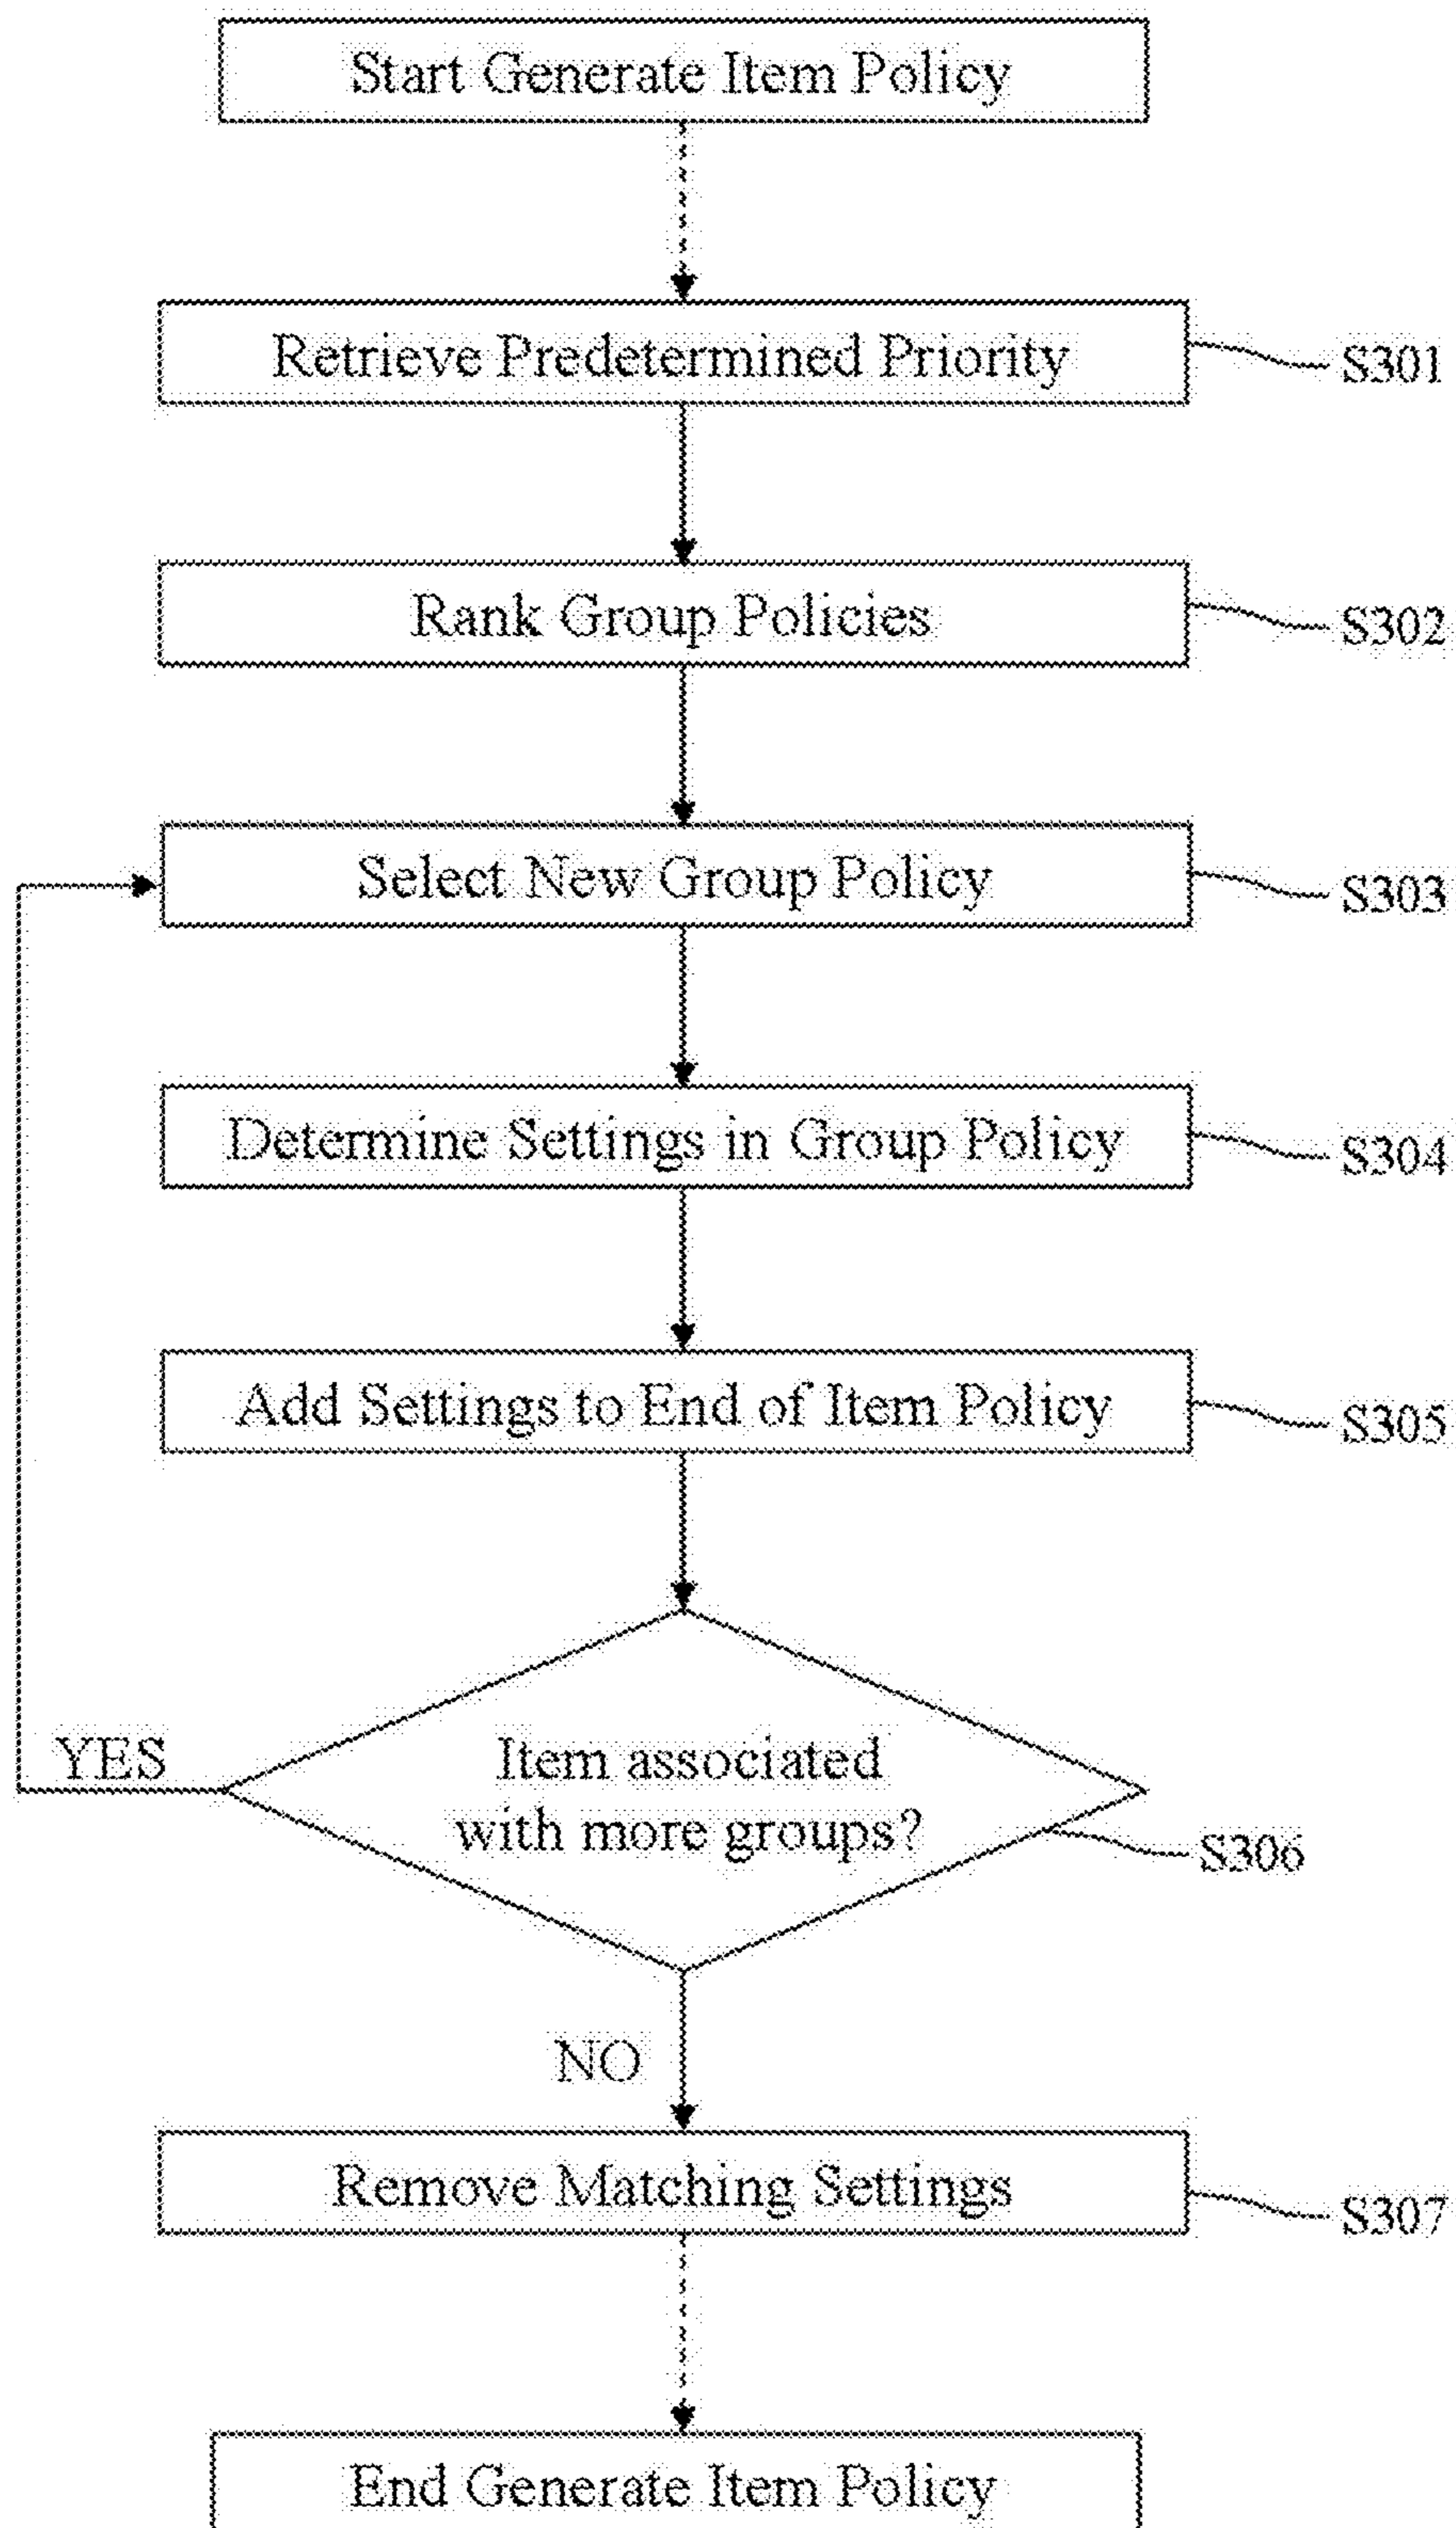 Start Generate Item Policy
Retrieve Predetermined Priority
S301
Rank Group Policies
S302
Select New Group Policy
S303
Determine Settings in Group Policy
S304
Add Settings to End of Item Policy
S305
YES
Item associated
with more groups?
S306
NO
Remove Matching Settings
S307
End Generate Item Policy